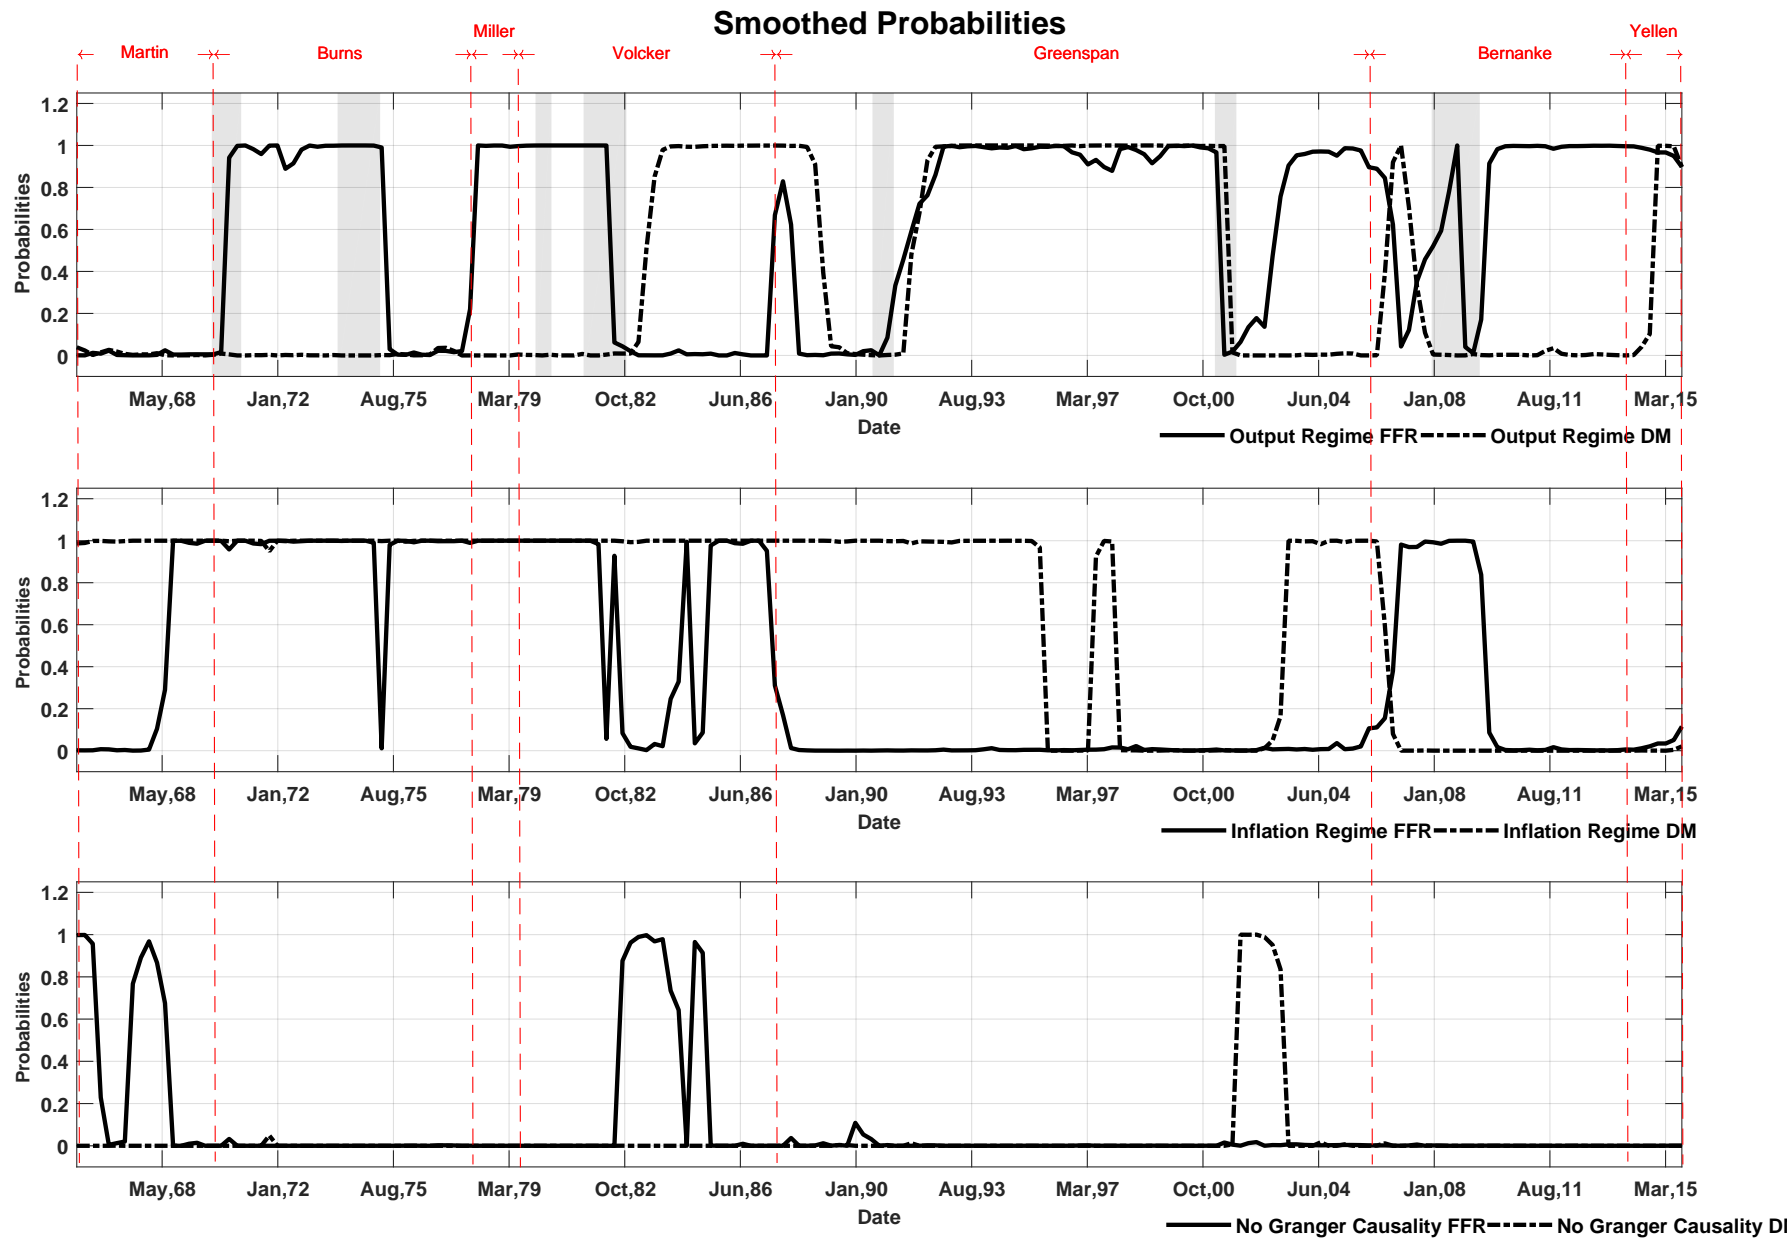 Smoothed Probabilities
Miller
Yellen
Martin Burns Volcker Greenspan Bernanke
1.2
1
0.8
0.6
0.4
0.2
0
Probabilities
May,68 Jan,72 Aug,75 Mar,79 Oct,82 Jun,86 Jan,90 Aug,93 Mar,97 Oct,00 Jun,04 Jan,08 Aug,11 Mar,15
Date
Output Regime FFR Output Regime DM
1.2
1
0.8
0.6
0.4
0.2
0
Probabilities
May,68 Jan,72 Aug,75 Mar,79 Oct,82 Jun,86 Jan,90 Aug,93 Mar,97 Oct,00 Jun,04 Jan,08 Aug,11 Mar,15
Date
Inflation Regime FFR Inflation Regime DM
1.2
1
0.8
0.6
0.4
0.2
0
Probabilities
May,68 Jan,72 Aug,75 Mar,79 Oct,82 Jun,86 Jan,90 Aug,93 Mar,97 Oct,00 Jun,04 Jan,08 Aug,11 Mar,15
Date
No Granger Causality FFR No Granger Causality